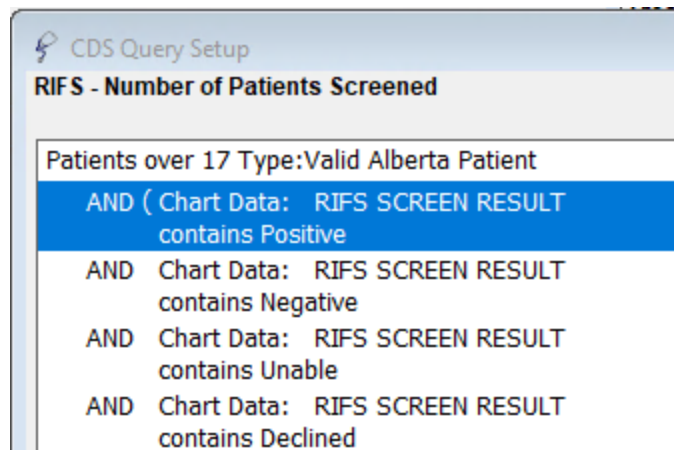 CDS Query Setup
RIFS - Number of Patients Screened
Patients over 17 Type:Valid Alberta Patient
AND ( Chart Data: RIFS SCREEN RESULT
contains Positive
AND Chart Data: RIFS SCREEN RESULT
contains Negative
AND Chart Data: RIFS SCREEN RESULT
contains Unable
AND Chart Data: RIFS SCREEN RESULT
contains Declined